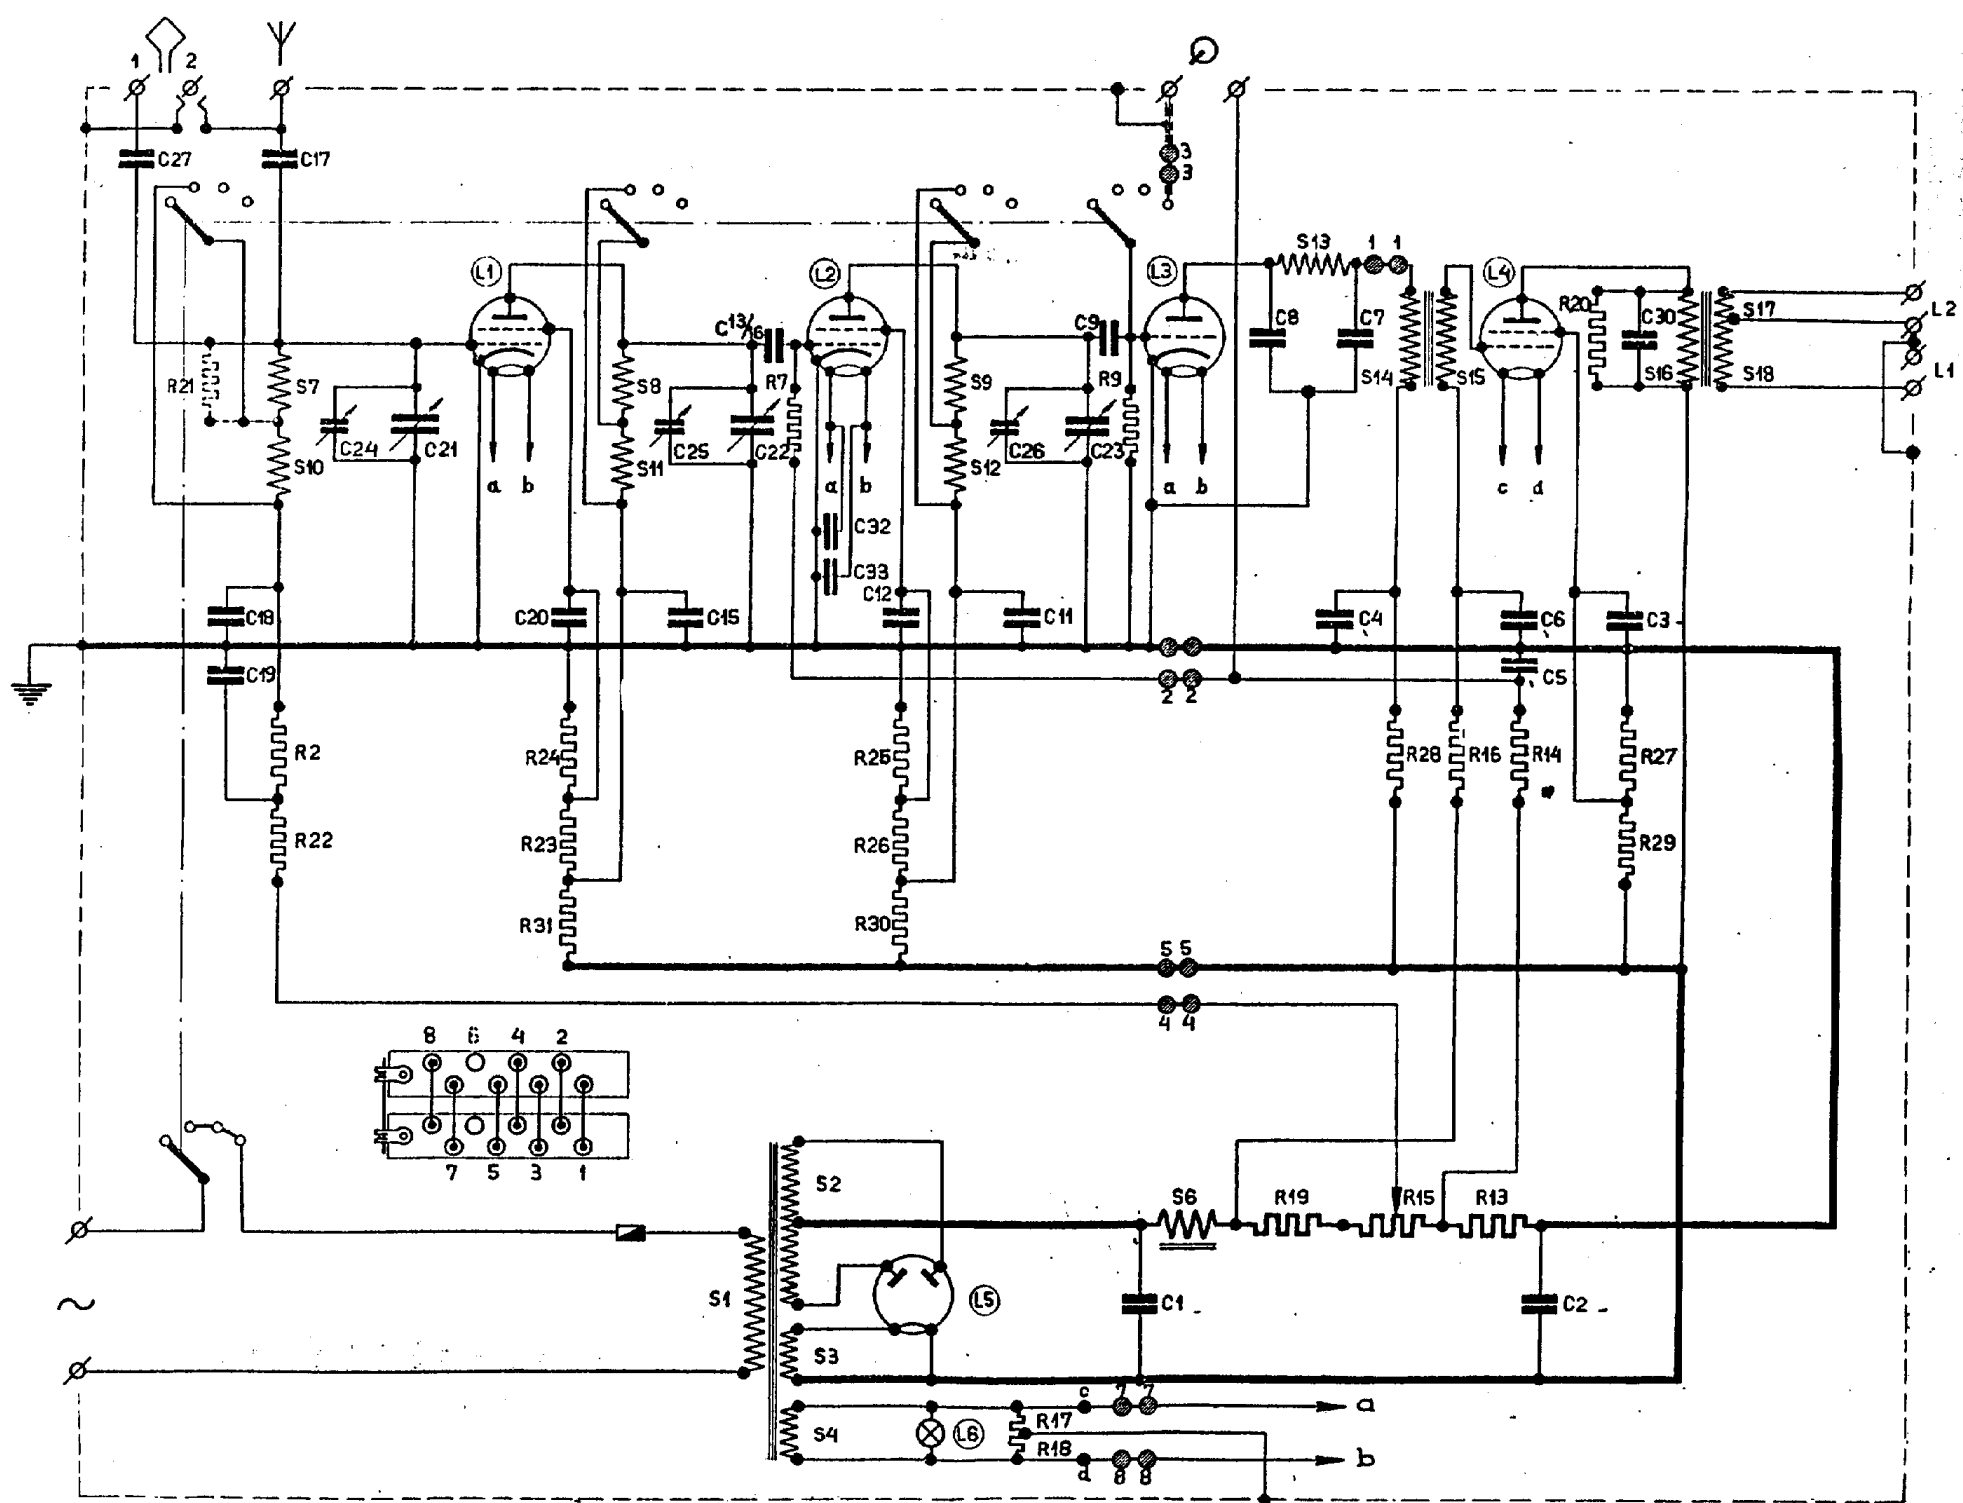 1 2
C27 C17
3
3
L1 L2 L3 S13 1 1 L4
R20 C30 S17 L2
C13/16 C9 C8 C7
R21 S7 S8 R7 S9 R9 S14 S15 S16 S18 L1
C24 C21 C25 C22 C26 C23
S10 S11 S12
a b a b a b c d
C32
C33
C18 C20 C15 C12 C11 C4 C6 C3
C19 C5
2 2
R2 R24 R25 R28 R16 R14 R27
R22 R23 R26 R29
R31 R30
5 5
4 4
8 6 4 2
7 5 3 1
S2 S6 R19 R15 R13
S1 L5 C1 C2
S3
c 7 7 a
S4 L6 R17
R18
d 8 8 b